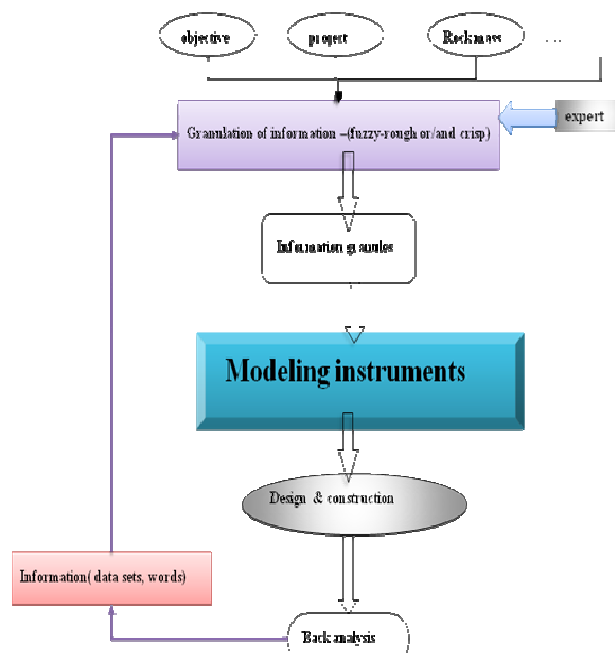 objective
project
Rock mass
...
Granulation of information –(fuzzy-rough or/and crisp)
expert
Information granules
Modeling instruments
Design & construction
Information( data sets, words)
Back analysis